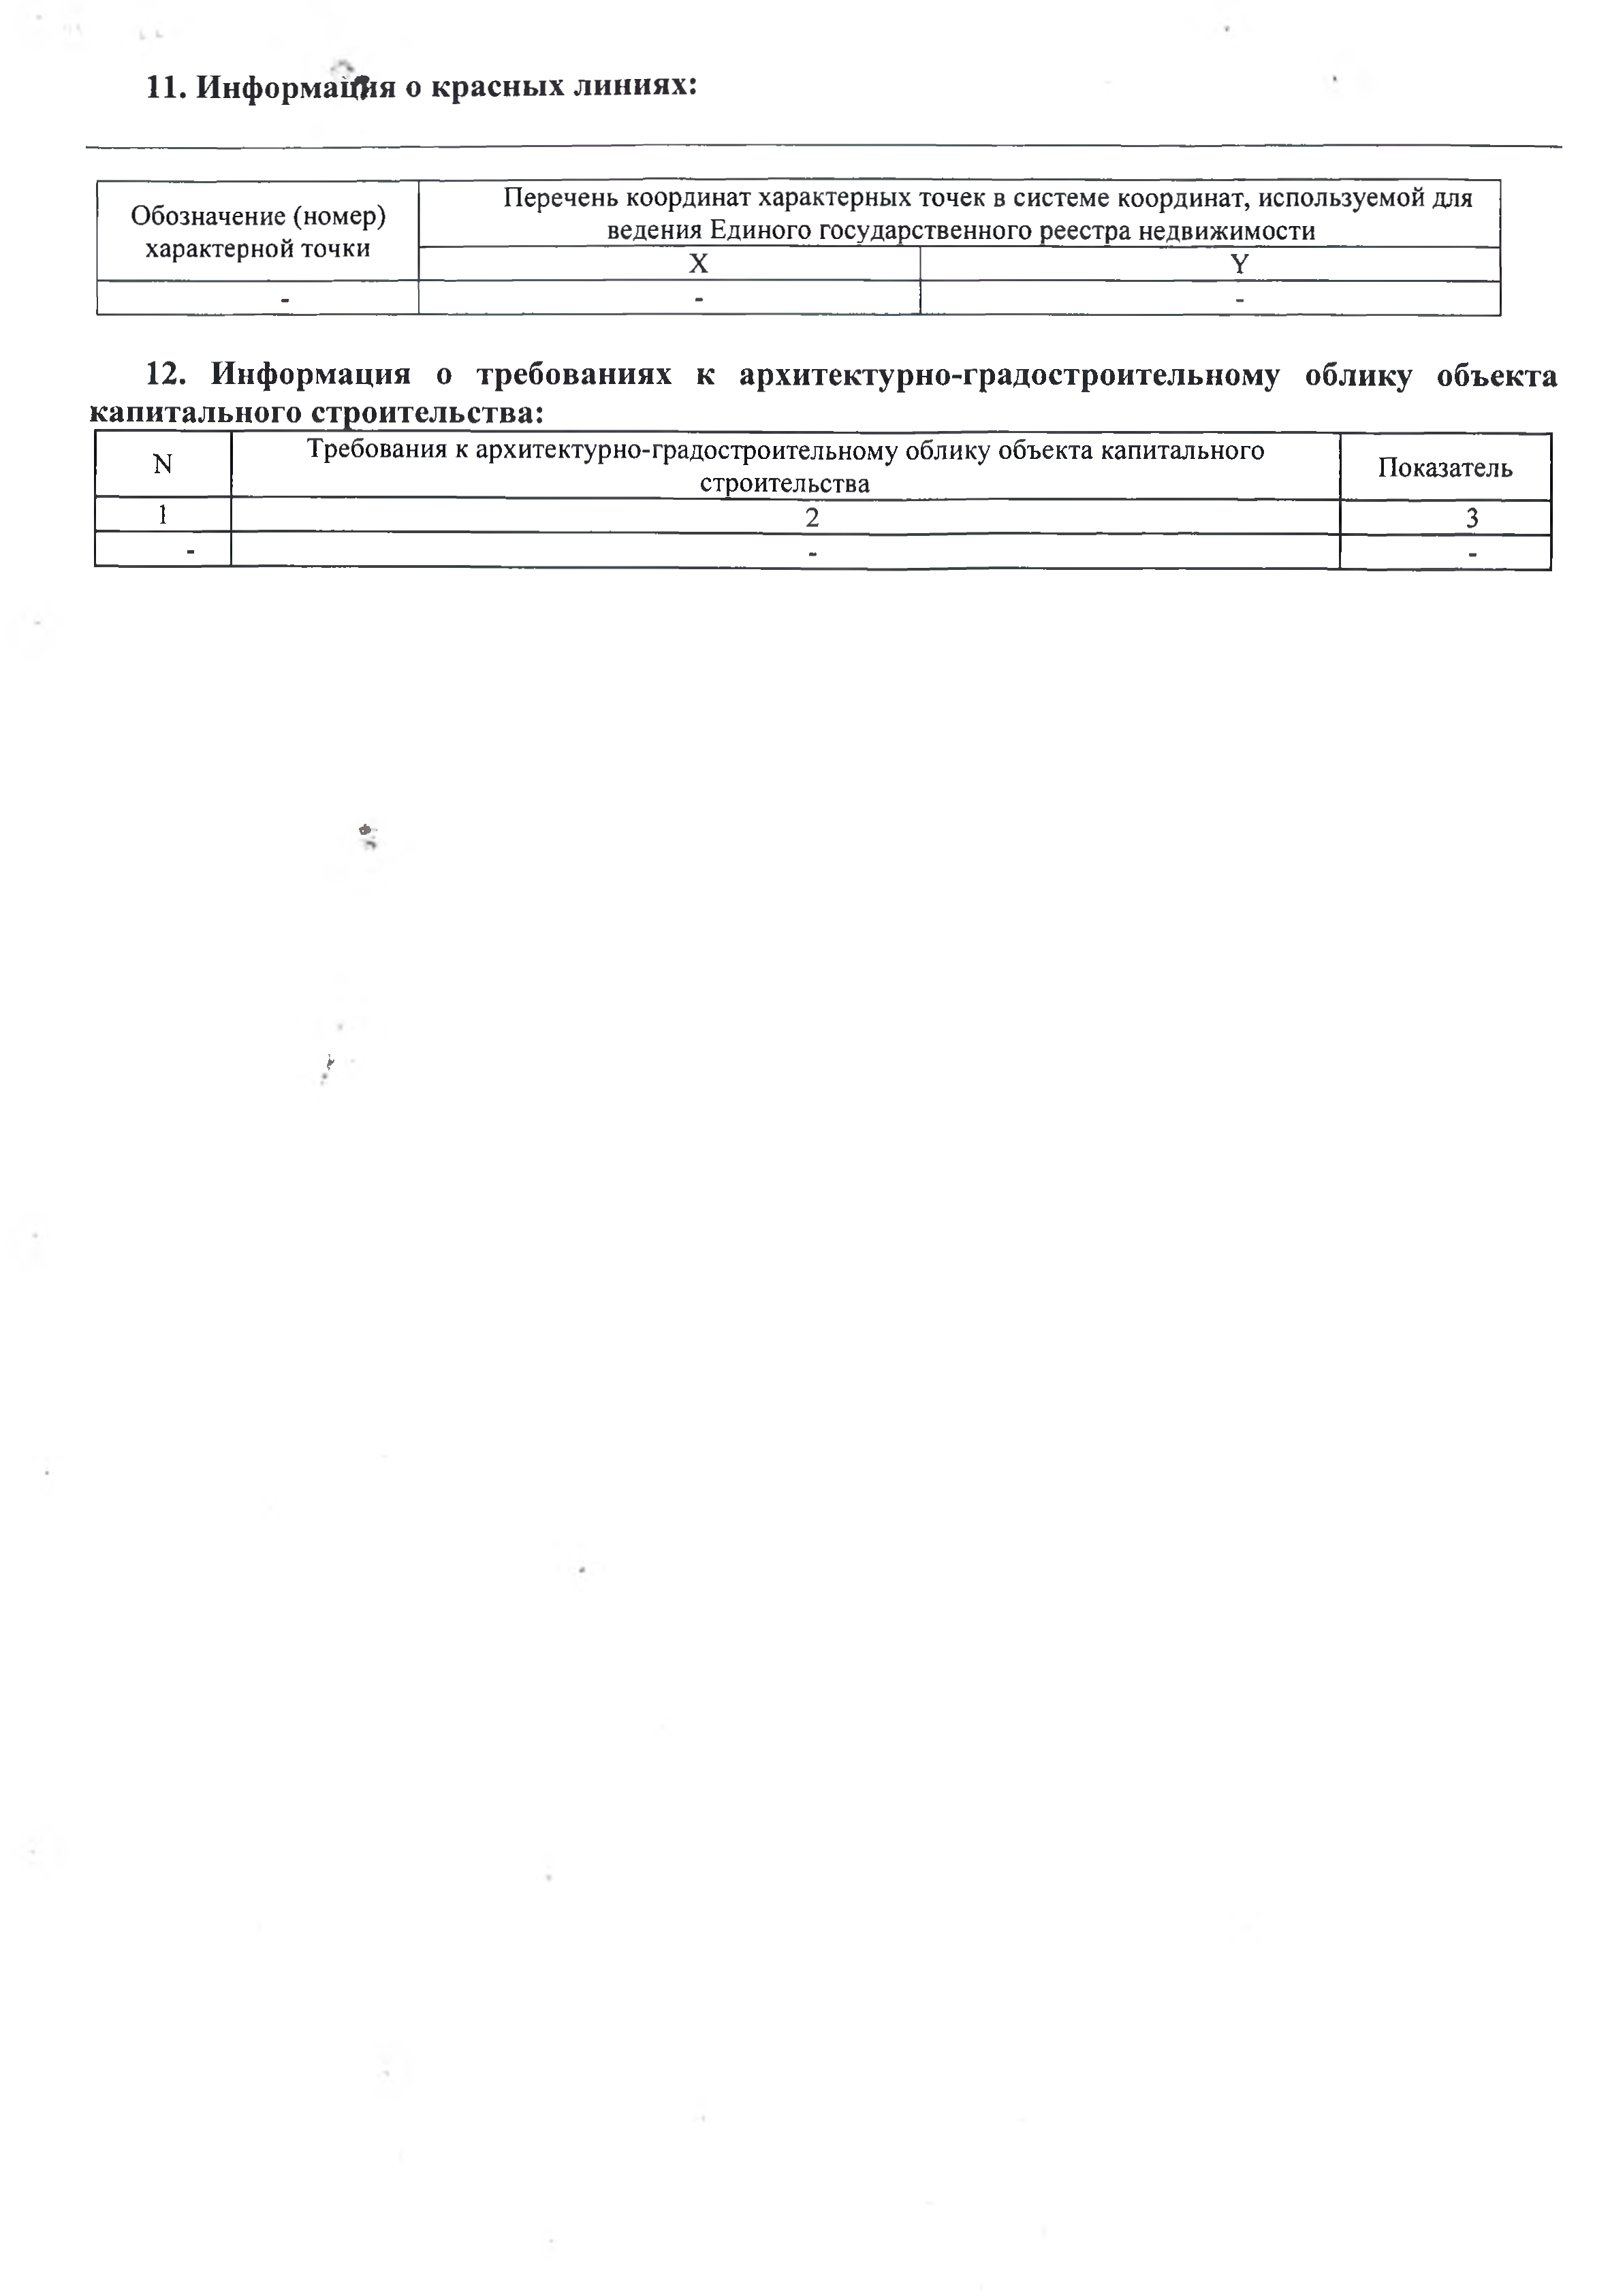 11. Информация о красных линиях:
Обозначение (номер)
характерной точки
Перечень координат характерных точек в системе координат, используемой для
ведения Единого государственного реестра недвижимости
X
Y
-
-
-
12. Информация о требованиях к архитектурно-градостроительному облику объекта
капитального строительства:
N
Требования к архитектурно-градостроительному облику объекта капитального
строительства
Показатель
1
2
3
-
-
-